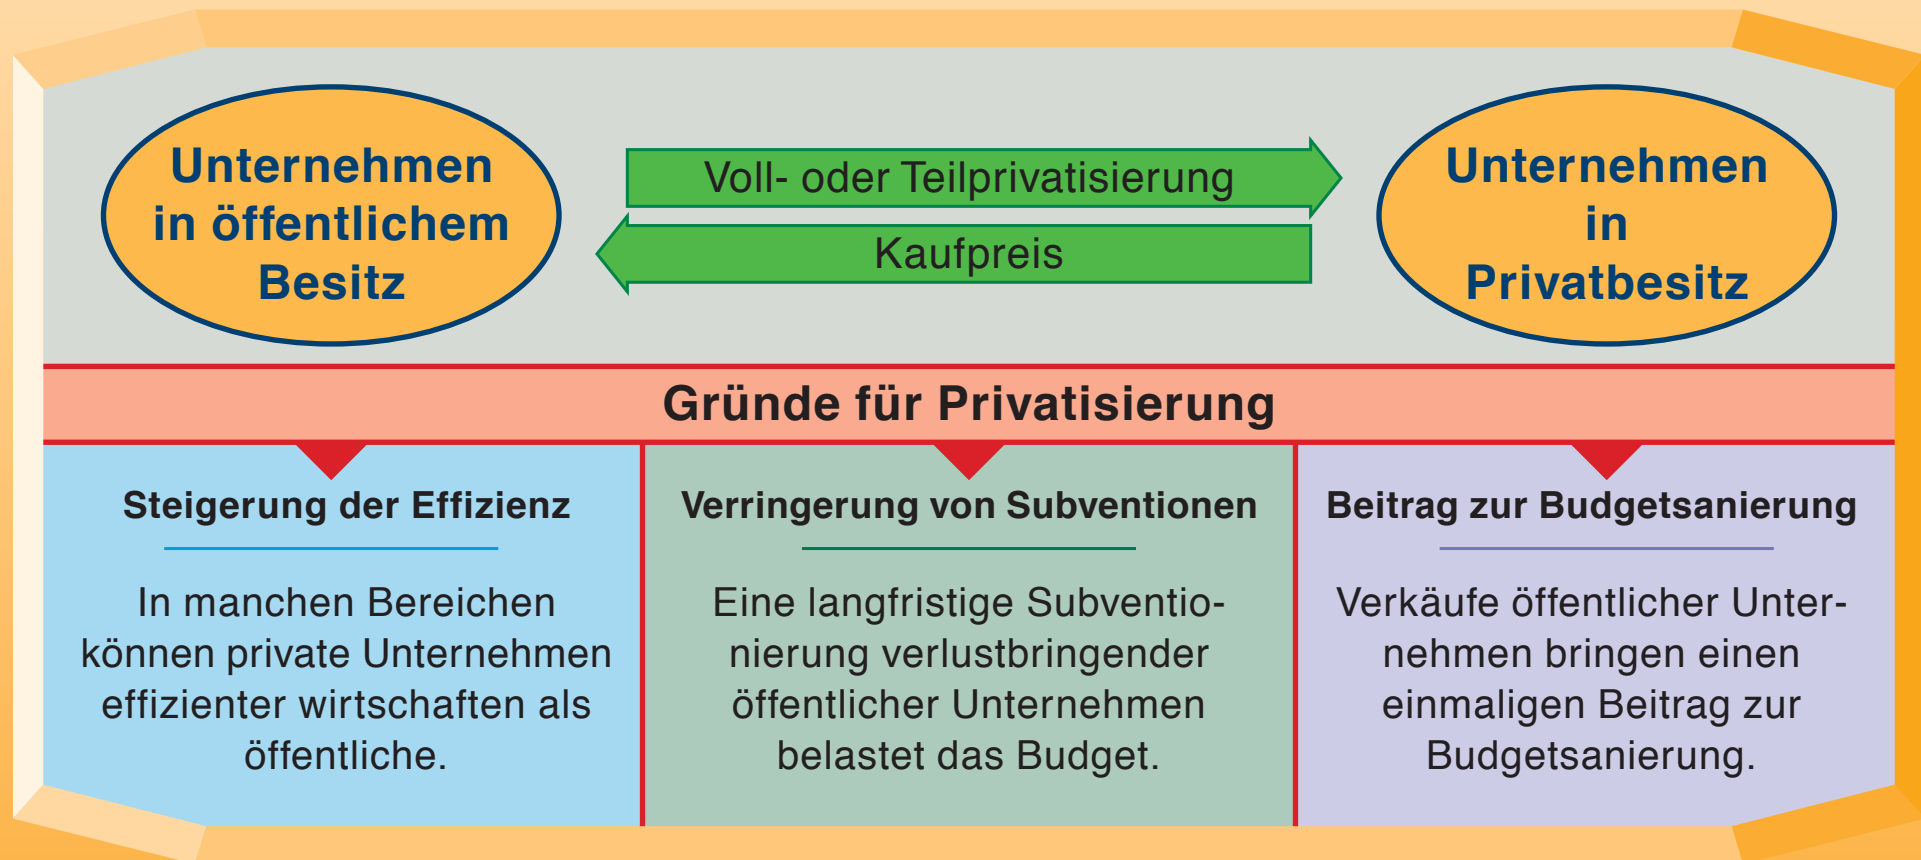 Unternehmen
in öffentlichem
Besitz
Voll- oder Teilprivatisierung
Kaufpreis
Unternehmen
in
Privatbesitz
Gründe für Privatisierung
Steigerung der Effizienz
In manchen Bereichen
können private Unternehmen
effizienter wirtschaften als
öffentliche.
Verringerung von Subventionen
Eine langfristige Subventio-
nierung verlustbringender
öffentlicher Unternehmen
belastet das Budget.
Beitrag zur Budgetsanierung
Verkäufe öffentlicher Unter-
nehmen bringen einen
einmaligen Beitrag zur
Budgetsanierung.